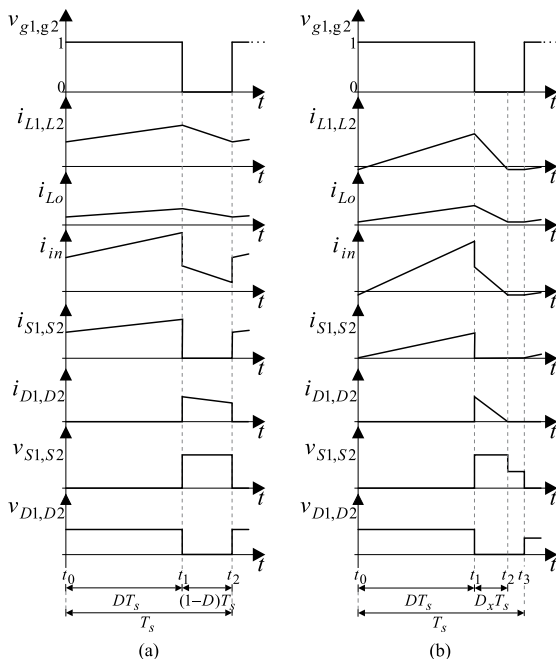 v_{g1,g2}
1
0
t
i_{L1,L2}
t
i_{Lo}
t
i_{in}
t
i_{S1,S2}
t
i_{D1,D2}
t
v_{S1,S2}
t
v_{D1,D2}
t
t_0 t_1 t_2
DT_s (1−D)T_s
T_s
(a)
v_{g1,g2}
1
0
t
i_{L1,L2}
t
i_{Lo}
t
i_{in}
t
i_{S1,S2}
t
i_{D1,D2}
t
v_{S1,S2}
t
v_{D1,D2}
t
t_0 t_1 t_2 t_3
DT_s D_xT_s
T_s
(b)